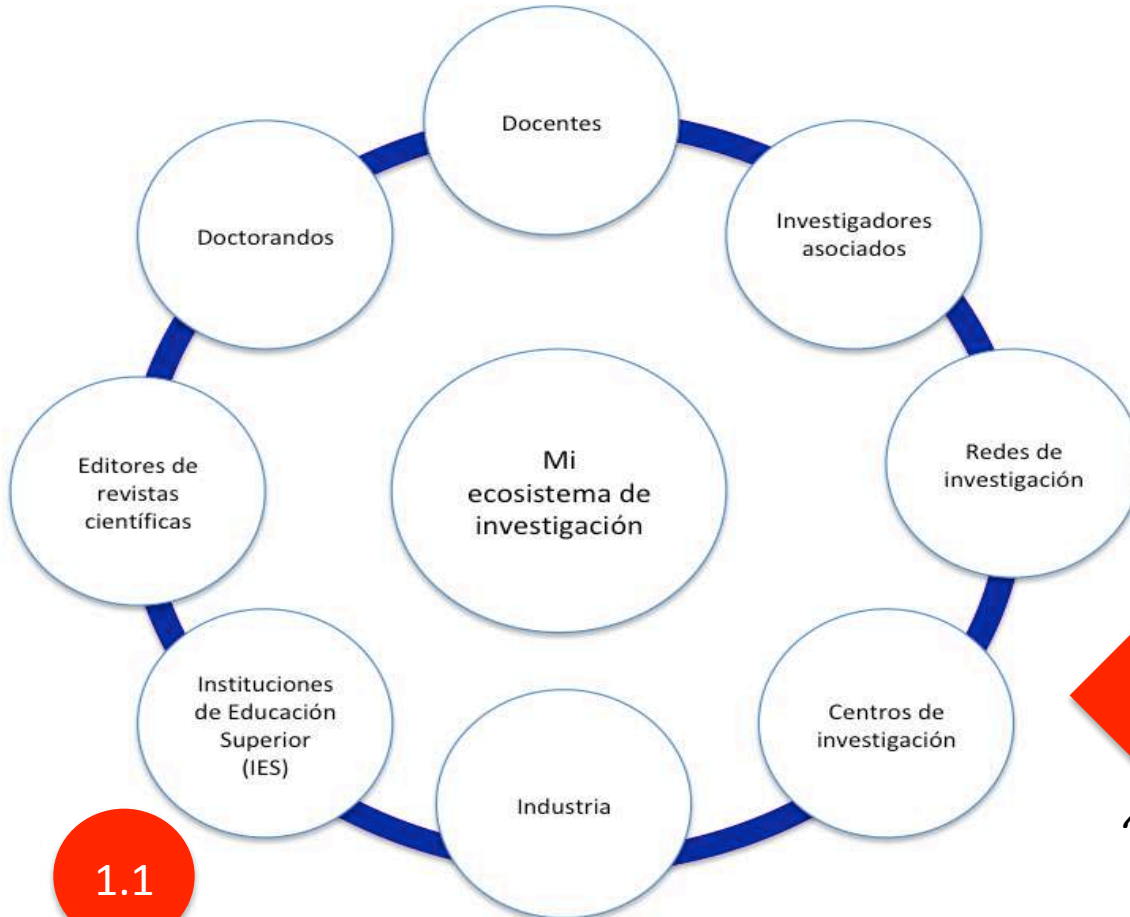 Docentes
Doctorandos
Investigadores
asociados
Editores de
revistas
científicas
Mi
ecosistema de
investigación
Redes de
investigación
Instituciones
de Educación
Superior
(IES)
Industria
Centros de
investigación
1.1